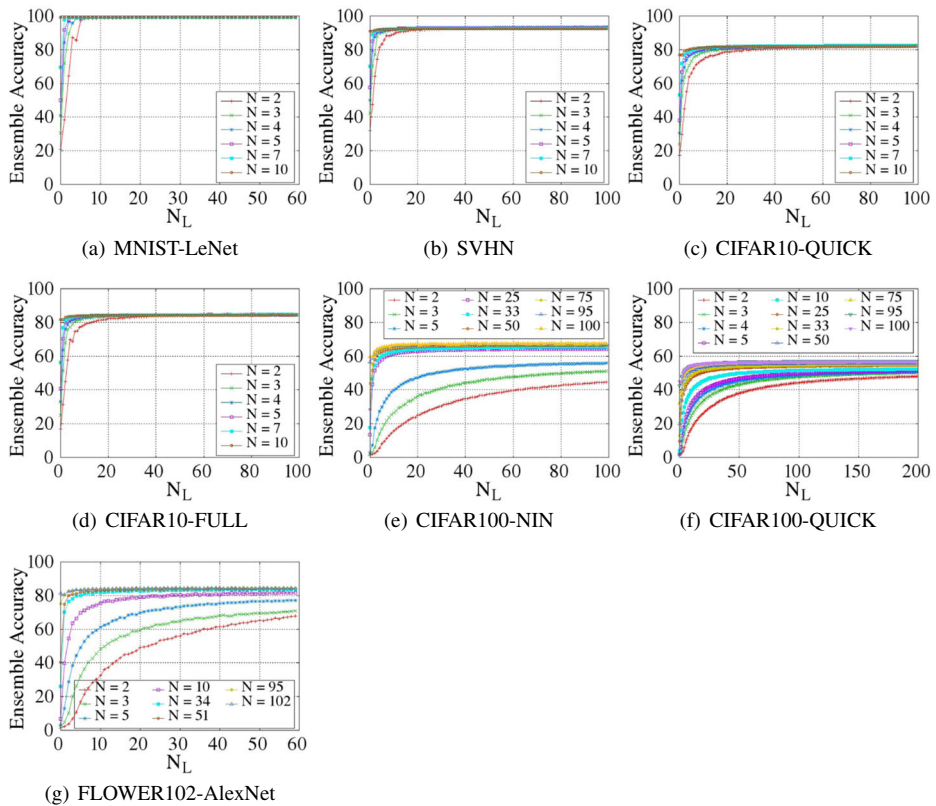 Ensemble Accuracy
100
80
60
40
20
0
0 10 20 30 40 50 60
N_L
N = 2
N = 3
N = 4
N = 5
N = 7
N = 10
(a) MNIST-LeNet
Ensemble Accuracy
100
80
60
40
20
0
0 20 40 60 80 100
N_L
N = 2
N = 3
N = 4
N = 5
N = 7
N = 10
(b) SVHN
Ensemble Accuracy
100
80
60
40
20
0
0 20 40 60 80 100
N_L
N = 2
N = 3
N = 4
N = 5
N = 7
N = 10
(c) CIFAR10-QUICK
Ensemble Accuracy
100
80
60
40
20
0
0 20 40 60 80 100
N_L
N = 2
N = 3
N = 4
N = 5
N = 7
N = 10
(d) CIFAR10-FULL
Ensemble Accuracy
100
80
60
40
20
0
0 20 40 60 80 100
N_L
N = 2 N = 25 N = 75
N = 3 N = 33 N = 95
N = 5 N = 50 N = 100
(e) CIFAR100-NIN
Ensemble Accuracy
100
80
60
40
20
0
0 50 100 150 200
N_L
N = 2 N = 10 N = 75
N = 3 N = 25 N = 95
N = 4 N = 33 N = 100
N = 5 N = 50
(f) CIFAR100-QUICK
Ensemble Accuracy
100
80
60
40
20
0
0 10 20 30 40 50 60
N_L
N = 2 N = 10 N = 95
N = 3 N = 34 N = 102
N = 5 N = 51
(g) FLOWER102-AlexNet